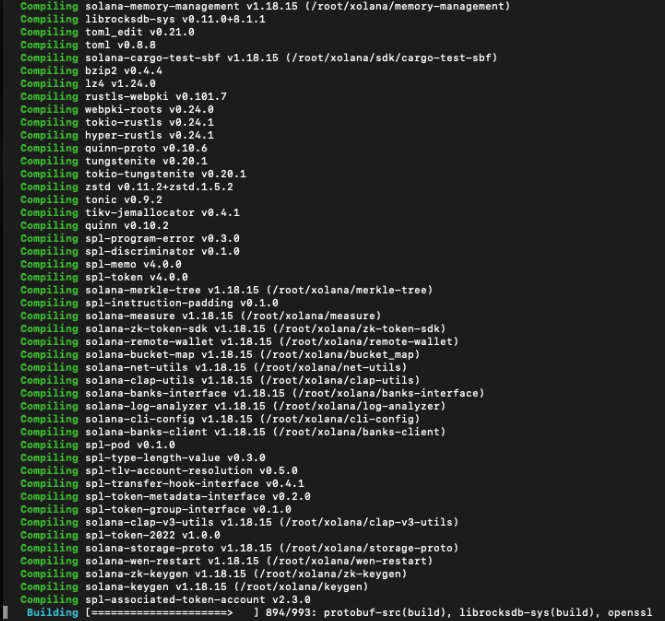 Compiling solana-memory-management v1.18.15 (/root/xolana/memory-management)
Compiling librocksdb-sys v0.11.0+8.1.1
Compiling toml_edit v0.21.0
Compiling toml v0.8.8
Compiling solana-cargo-test-sbf v1.18.15 (/root/xolana/sdk/cargo-test-sbf)
Compiling bzip2 v0.4.4
Compiling lz4 v1.24.0
Compiling rustls-webpki v0.101.7
Compiling webpki-roots v0.24.0
Compiling tokio-rustls v0.24.1
Compiling hyper-rustls v0.24.1
Compiling quinn-proto v0.10.6
Compiling tungstenite v0.20.1
Compiling tokio-tungstenite v0.20.1
Compiling zstd v0.11.2+zstd.1.5.2
Compiling tonic v0.9.2
Compiling tikv-jemallocator v0.4.1
Compiling quinn v0.10.2
Compiling spl-program-error v0.3.0
Compiling spl-discriminator v0.1.0
Compiling spl-memo v4.0.0
Compiling spl-token v4.0.0
Compiling solana-merkle-tree v1.18.15 (/root/xolana/merkle-tree)
Compiling spl-instruction-padding v0.1.0
Compiling solana-measure v1.18.15 (/root/xolana/measure)
Compiling solana-zk-token-sdk v1.18.15 (/root/xolana/zk-token-sdk)
Compiling solana-remote-wallet v1.18.15 (/root/xolana/remote-wallet)
Compiling solana-bucket-map v1.18.15 (/root/xolana/bucket_map)
Compiling solana-net-utils v1.18.15 (/root/xolana/net-utils)
Compiling solana-clap-utils v1.18.15 (/root/xolana/clap-utils)
Compiling solana-banks-interface v1.18.15 (/root/xolana/banks-interface)
Compiling solana-log-analyzer v1.18.15 (/root/xolana/log-analyzer)
Compiling solana-cli-config v1.18.15 (/root/xolana/cli-config)
Compiling solana-banks-client v1.18.15 (/root/xolana/banks-client)
Compiling spl-pod v0.1.0
Compiling spl-type-length-value v0.3.0
Compiling spl-tlv-account-resolution v0.5.0
Compiling spl-transfer-hook-interface v0.4.1
Compiling spl-token-metadata-interface v0.2.0
Compiling spl-token-group-interface v0.1.0
Compiling solana-clap-v3-utils v1.18.15 (/root/xolana/clap-v3-utils)
Compiling spl-token-2022 v1.0.0
Compiling solana-storage-proto v1.18.15 (/root/xolana/storage-proto)
Compiling solana-wen-restart v1.18.15 (/root/xolana/wen-restart)
Compiling solana-zk-keygen v1.18.15 (/root/xolana/zk-keygen)
Compiling solana-keygen v1.18.15 (/root/xolana/keygen)
Compiling spl-associated-token-account v2.3.0
Building [=====================>   ] 894/993: protobuf-src(build), librocksdb-sys(build), openssl